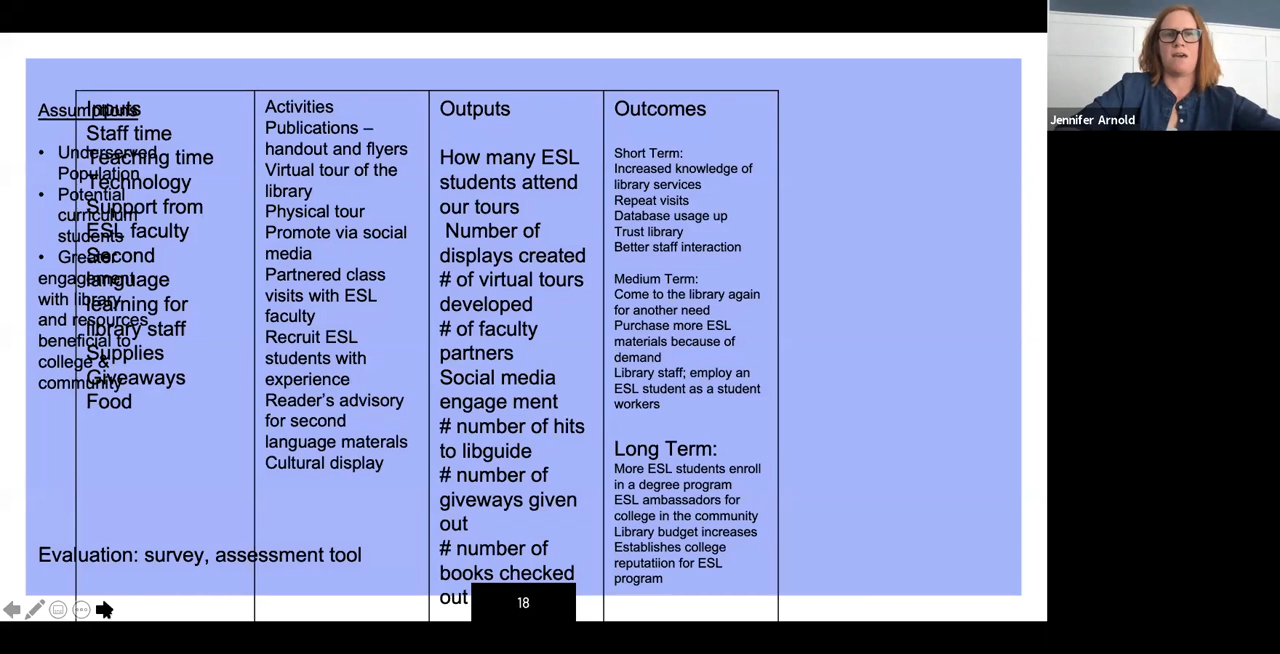 Assumptions
• Underserved
Population
• Potential
curriculum
students
• Greater
engagement
with library
and resources
beneficial to
college &
community
Inputs
Staff time
Teaching time
Technology
Support from
ESL faculty
Second
language
learning for
library staff
Supplies
Giveaways
Food
Activities
Publications –
handout and flyers
Virtual tour of the
library
Physical tour
Promote via social
media
Partnered class
visits with ESL
faculty
Recruit ESL
students with
experience
Reader's advisory
for second
language materals
Cultural display
Outputs
How many ESL
students attend
our tours
Number of
displays created
# of virtual tours
developed
# of faculty
partners
Social media
engage ment
# number of hits
to libguide
# number of
giveways given
out
# number of
books checked
out
Outcomes
Short Term:
Increased knowledge of
library services
Repeat visits
Database usage up
Trust library
Better staff interaction
Medium Term:
Come to the library again
for another need
Purchase more ESL
materials because of
demand
Library staff; employ an
ESL student as a student
workers
Long Term:
More ESL students enroll
in a degree program
ESL ambassadors for
college in the community
Library budget increases
Establishes college
reputatiion for ESL
program
Evaluation: survey, assessment tool
18
Jennifer Arnold